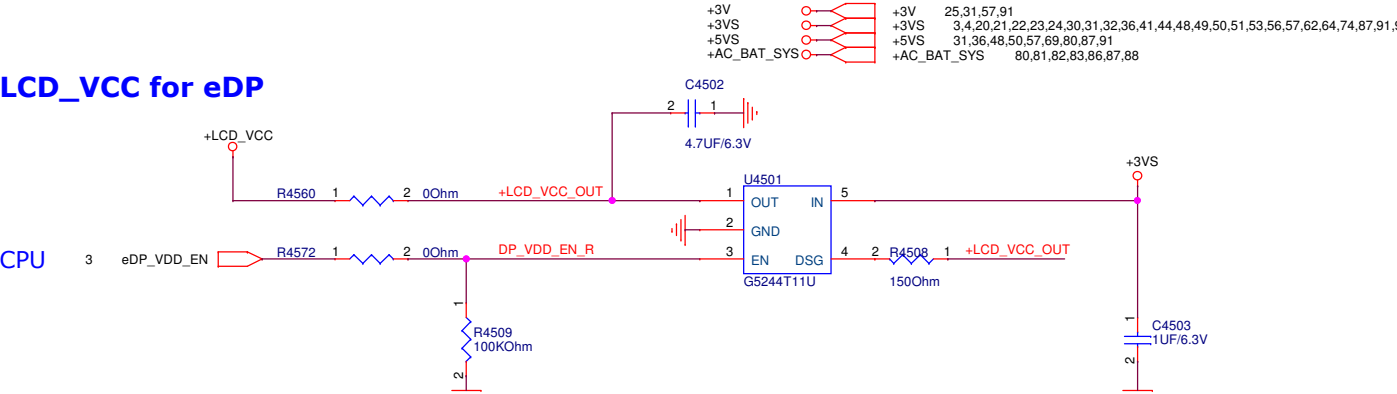 +3V +3V 25,31,57,91
+3VS +3VS 3,4,20,21,22,23,24,30,31,32,36,41,44,48,49,50,51,53,56,57,62,64,74,87,91,9
+5VS +5VS 31,36,48,50,57,69,80,87,91
+AC_BAT_SYS +AC_BAT_SYS 80,81,82,83,86,87,88
LCD_VCC for eDP
C4502
2 1
4.7UF/6.3V
+LCD_VCC
+3VS
U4501
R4560 1 2 0Ohm +LCD_VCC_OUT 1 OUT IN 5
2 GND
CPU 3 eDP_VDD_EN R4572 1 2 0Ohm DP_VDD_EN_R 3 EN DSG 4 2 R4508 1 +LCD_VCC_OUT
G5244T11U 150Ohm
1
R4509
100KOhm
2
1
C4503
1UF/6.3V
2